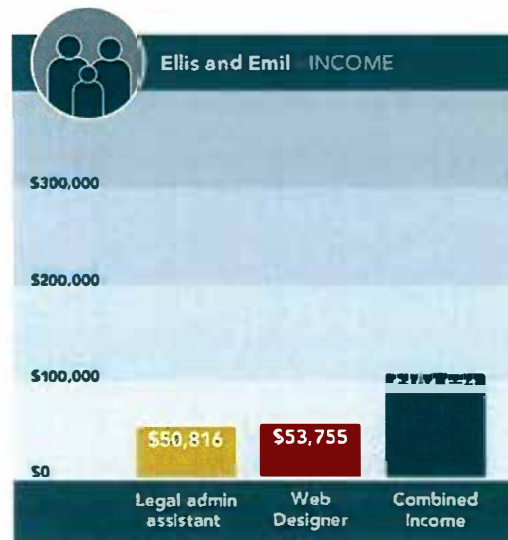 Ellis and Emil INCOME
$300,000
$200,000
$100,000
$50,816
$53,755
$0
Legal admin
assistant
Web
Designer
Combined
Income